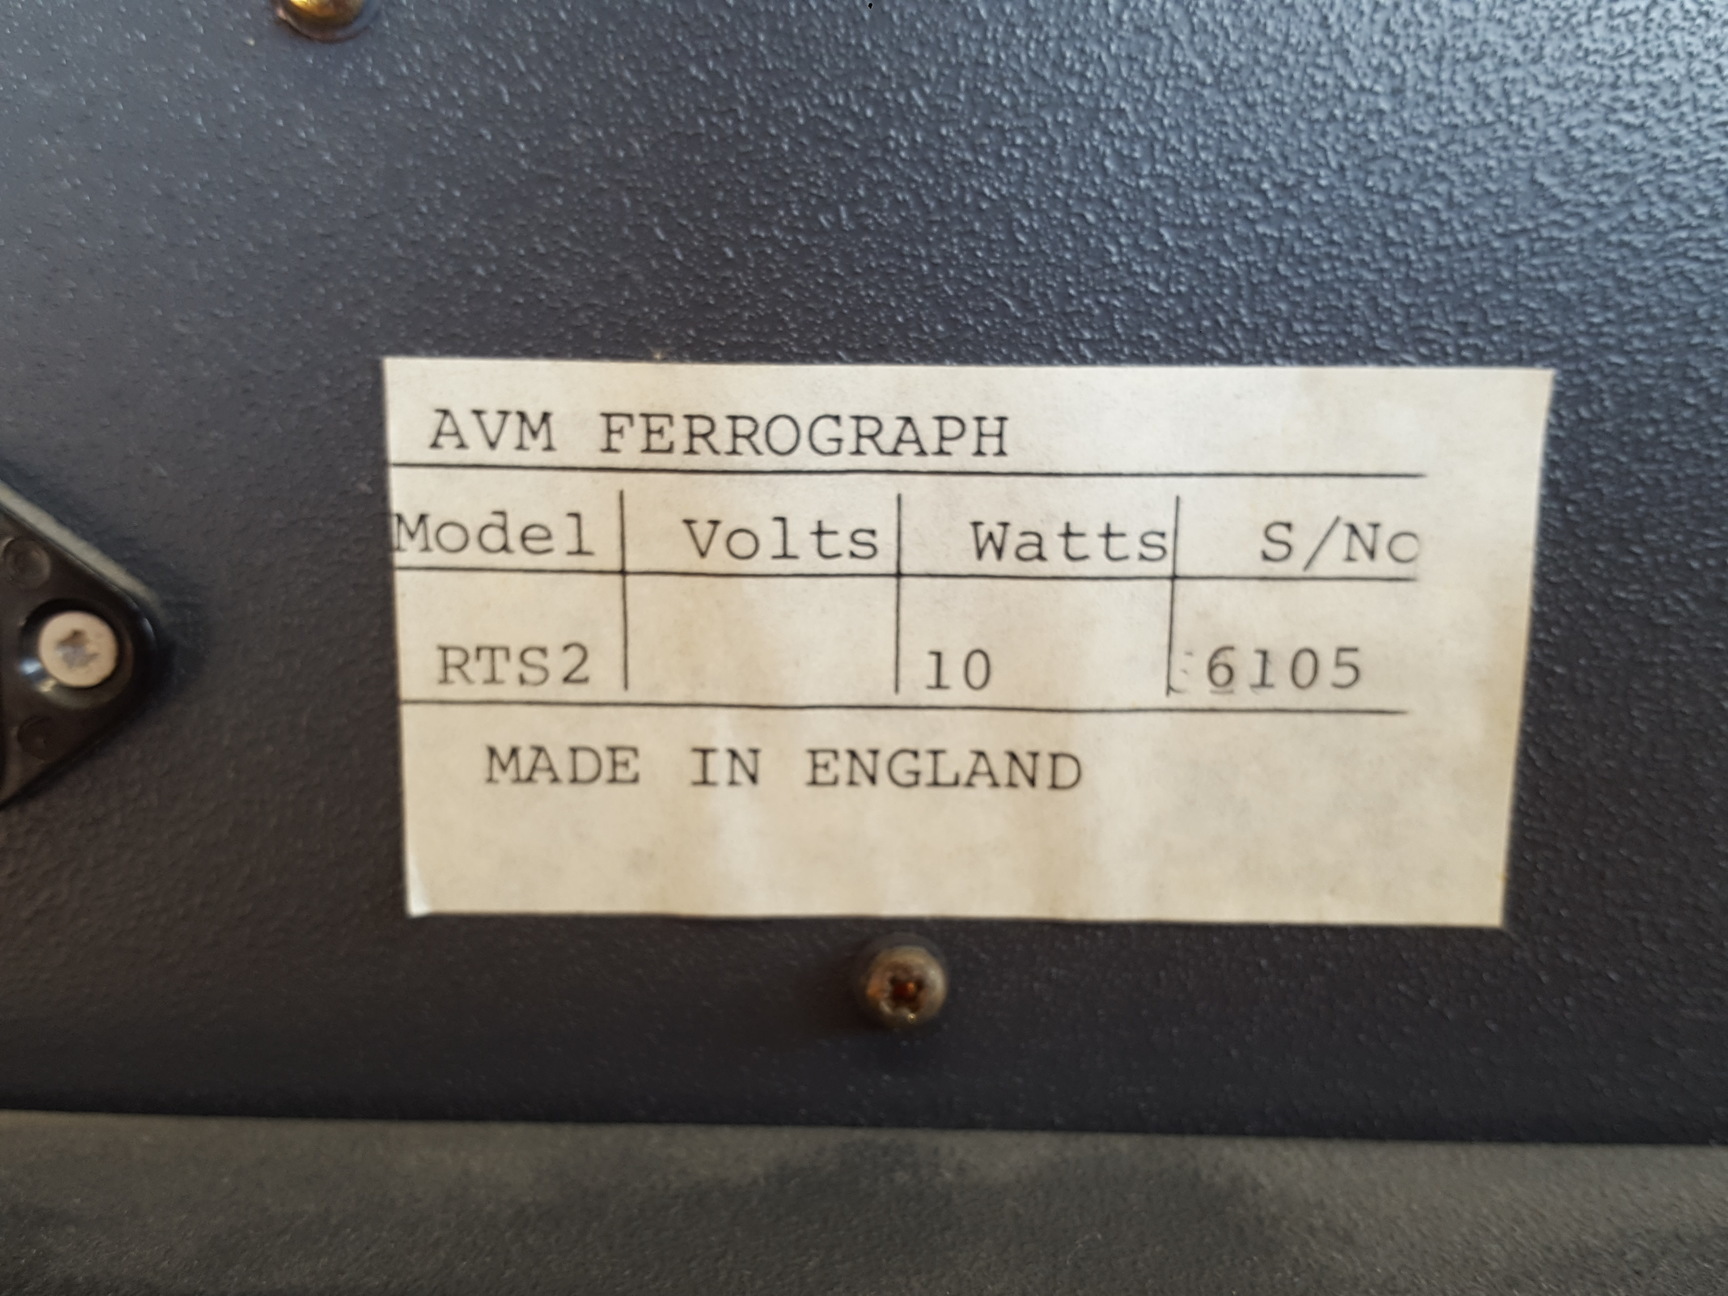 AVM FERROGRAPH
Model Volts Watts S/No
RTS2 10 6105
MADE IN ENGLAND